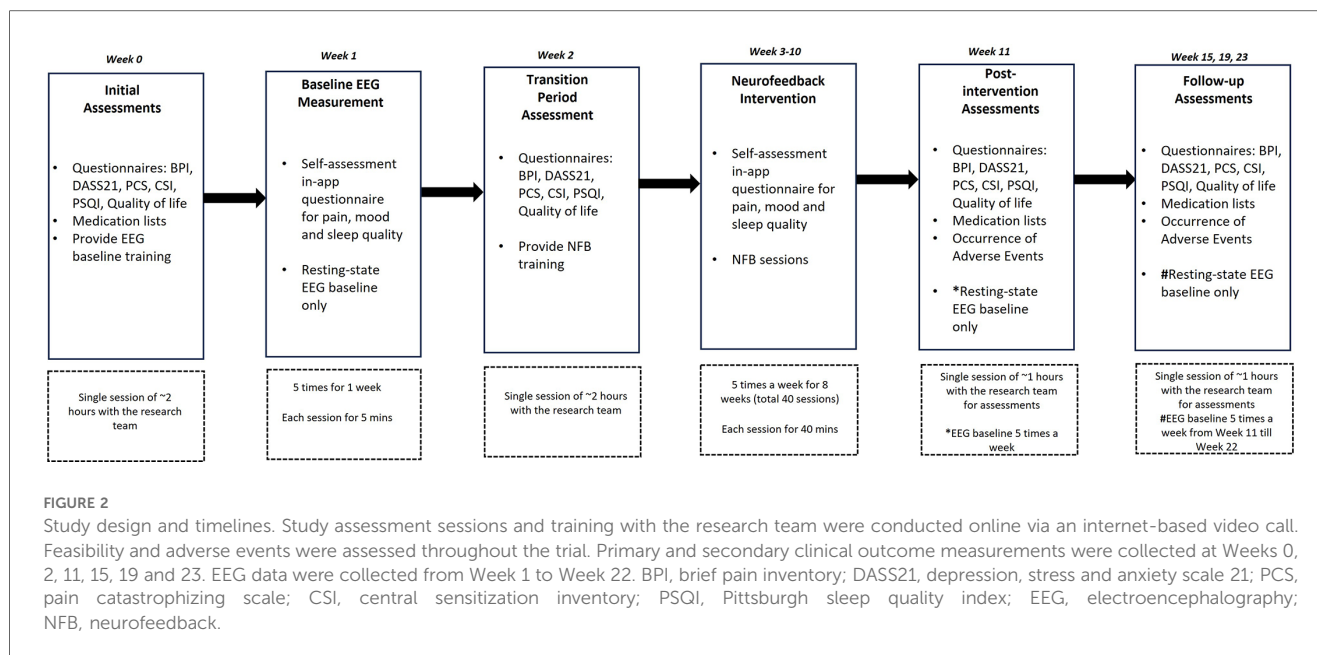 Week 0
Initial
Assessments
• Questionnaires: BPI,
DASS21, PCS, CSI,
PSQI, Quality of life
• Medication lists
• Provide EEG
baseline training
Single session of ~2
hours with the research
team
Week 1
Baseline EEG
Measurement
• Self-assessment
in-app
questionnaire
for pain, mood
and sleep quality
• Resting-state
EEG baseline
only
5 times for 1 week
Each session for 5 mins
Week 2
Transition
Period
Assessment
• Questionnaires:
BPI, DASS21,
PCS, CSI, PSQI,
Quality of life
• Provide NFB
training
Single session of ~2 hours
with the research team
Week 3-10
Neurofeedback
Intervention
• Self-assessment
in-app
questionnaire for
pain, mood and
sleep quality
• NFB sessions
5 times a week for 8
weeks (total 40 sessions)
Each session for 40 mins
Week 11
Post-
intervention
Assessments
• Questionnaires:
BPI, DASS21,
PCS, CSI, PSQI,
Quality of life
• Medication lists
• Occurrence of
Adverse Events
• *Resting-state
EEG baseline
only
Single session of ~1 hours
with the research team
for assessments
*EEG baseline 5 times a
week
Week 15, 19, 23
Follow-up
Assessments
• Questionnaires: BPI,
DASS21, PCS, CSI,
PSQI, Quality of life
• Medication lists
• Occurrence of
Adverse Events
• #Resting-state EEG
baseline only
Single session of ~1 hours
with the research team
for assessments
#EEG baseline 5 times a
week from Week 11 till
Week 22
FIGURE 2
Study design and timelines. Study assessment sessions and training with the research team were conducted online via an internet-based video call.
Feasibility and adverse events were assessed throughout the trial. Primary and secondary clinical outcome measurements were collected at Weeks 0,
2, 11, 15, 19 and 23. EEG data were collected from Week 1 to Week 22. BPI, brief pain inventory; DASS21, depression, stress and anxiety scale 21; PCS,
pain catastrophizing scale; CSI, central sensitization inventory; PSQI, Pittsburgh sleep quality index; EEG, electroencephalography;
NFB, neurofeedback.